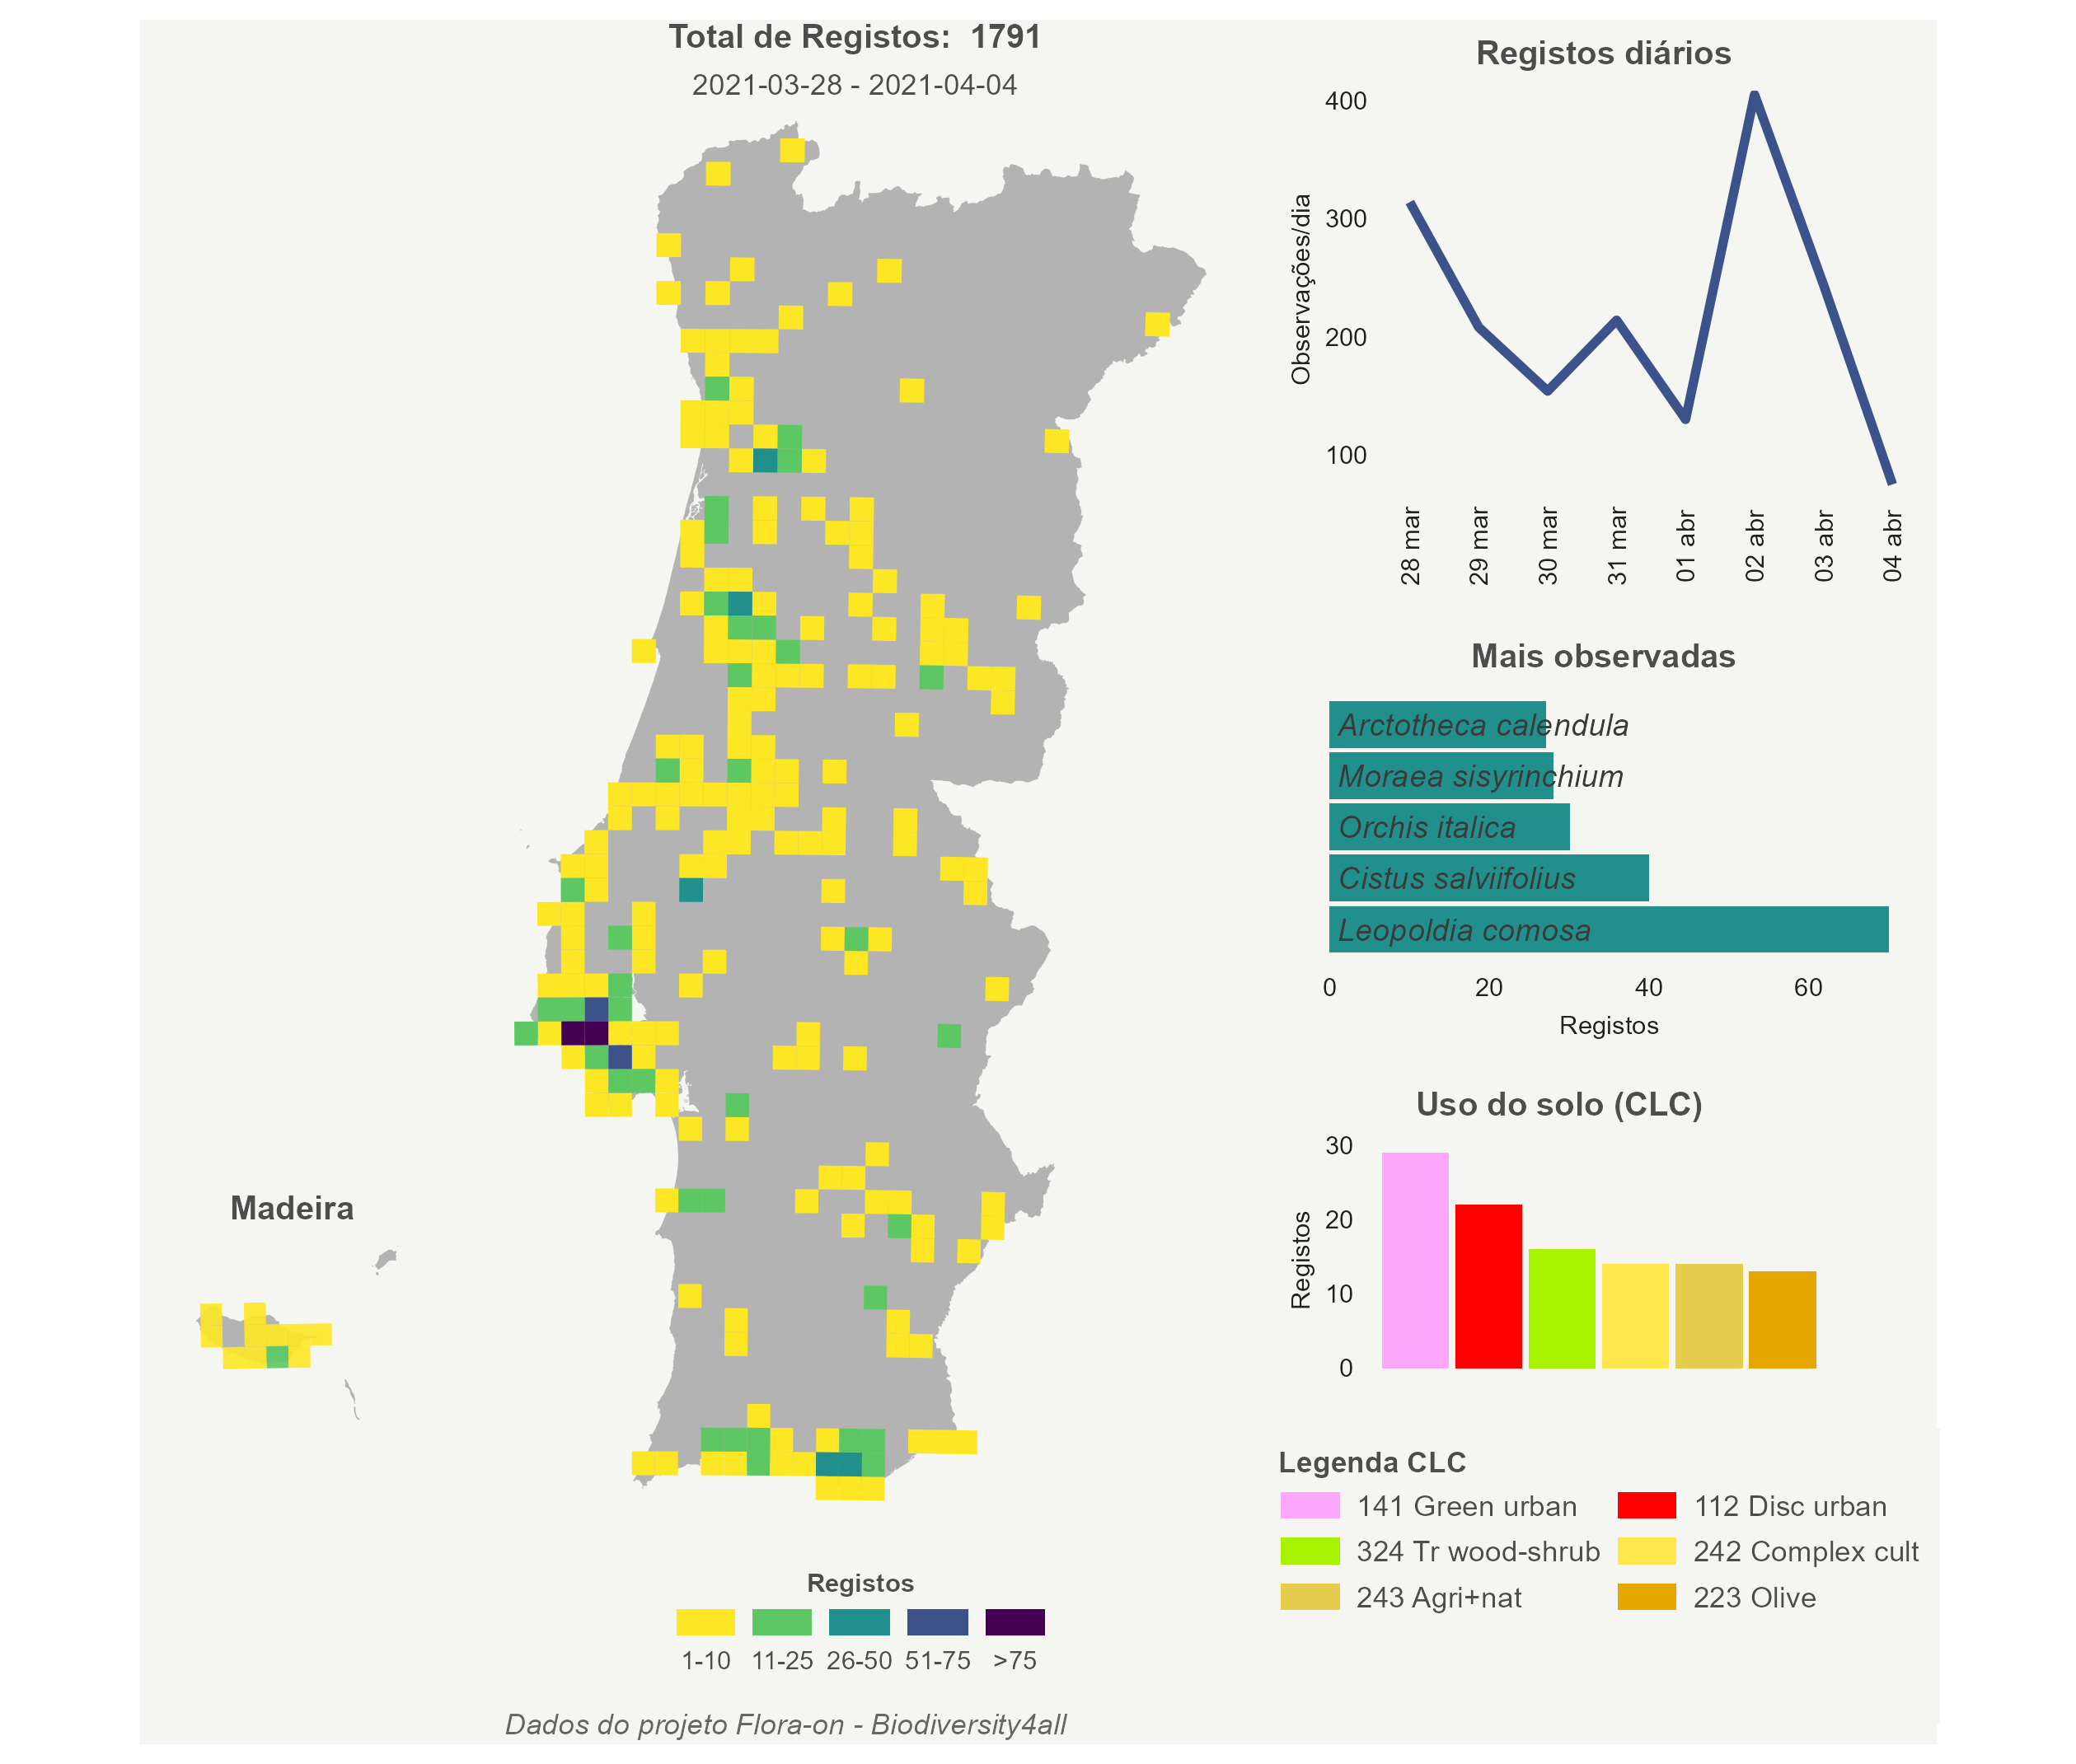 Total de Registos:  1791
2021-03-28 - 2021-04-04
Madeira
Registos
1-10
11-25
26-50
51-75
>75
Dados do projeto Flora-on - Biodiversity4all
Registos diários
Observações/dia
400
300
200
100
28 mar
29 mar
30 mar
31 mar
01 abr
02 abr
03 abr
04 abr
Mais observadas
Arctotheca calendula
Moraea sisyrinchium
Orchis italica
Cistus salviifolius
Leopoldia comosa
0
20
40
60
Registos
Uso do solo (CLC)
Registos
30
20
10
0
Legenda CLC
141 Green urban
112 Disc urban
324 Tr wood-shrub
242 Complex cult
243 Agri+nat
223 Olive